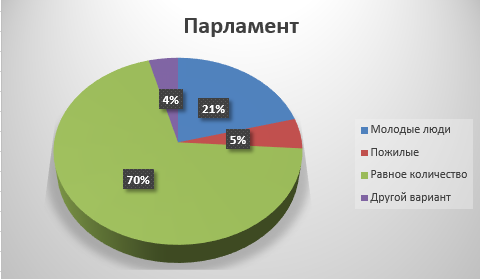 Парламент
21%
5%
70%
4%
Молодые люди
Пожилые
Равное количество
Другой вариант